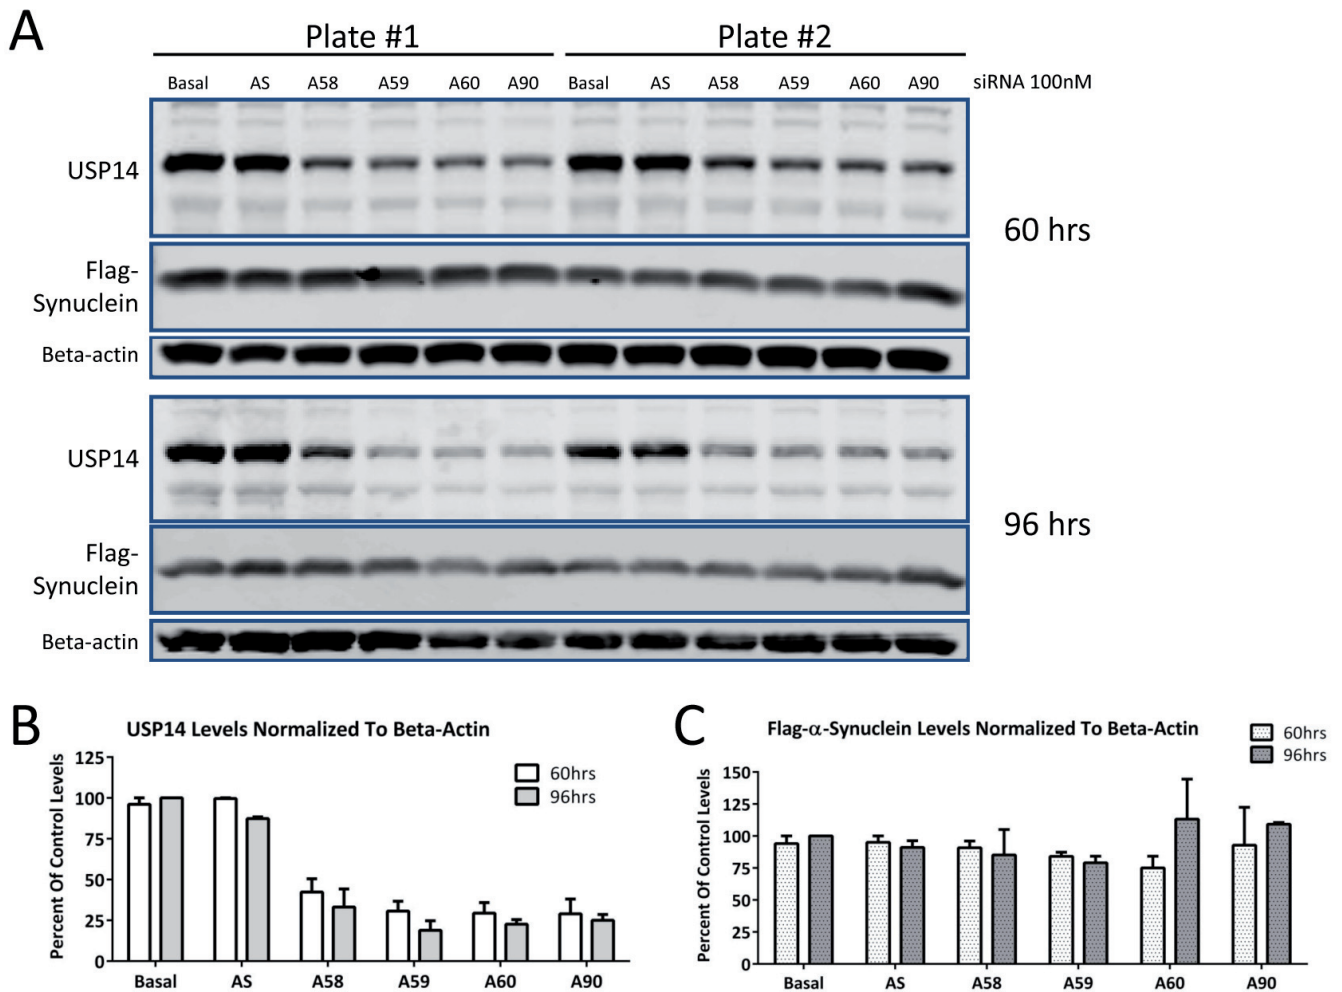 A
Plate #1 Plate #2
Basal AS A58 A59 A60 A90 Basal AS A58 A59 A60 A90 siRNA 100nM
USP14
60 hrs
Flag-
Synuclein
Beta-actin
USP14
96 hrs
Flag-
Synuclein
Beta-actin
B
USP14 Levels Normalized To Beta-Actin
Percent Of Control Levels
125
100
75
50
25
0
60hrs
96hrs
Basal AS A58 A59 A60 A90
C
Flag-α-Synuclein Levels Normalized To Beta-Actin
60hrs
96hrs
Percent Of Control Levels
150
125
100
75
50
25
0
Basal AS A58 A59 A60 A90